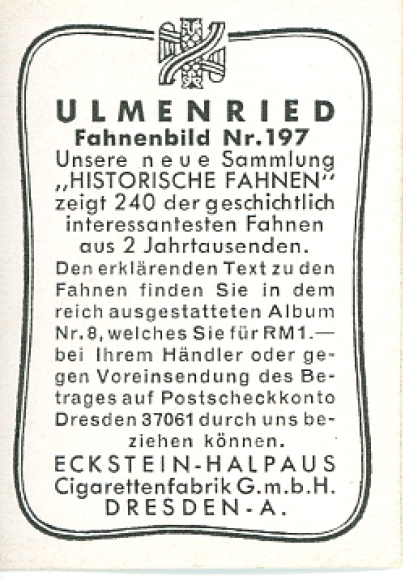 ULMENRIED
Fahnenbild Nr. 197
Unsere neue Sammlung
„HISTORISCHE FAHNEN"
zeigt 240 der geschichtlich
interessantesten Fahnen
aus 2 Jahrtausenden.
Den erklärenden Text zu den
Fahnen finden Sie in dem
reich ausgestatteten Album
Nr. 8, welches Sie für RM 1.—
bei Ihrem Händler oder ge-
gen Voreinsendung des Be-
trages auf Postscheckkonto
Dresden 37061 durch uns be-
ziehen können.
ECKSTEIN-HALPAUS
Cigarettenfabrik G.m.b.H.
DRESDEN-A.